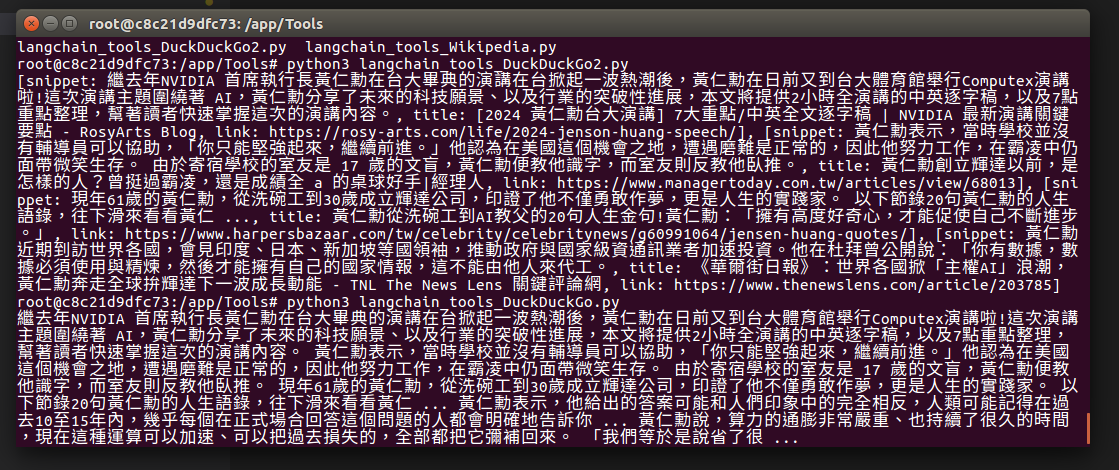 root@c8c21d9dfc73: /app/Tools
langchain_tools_DuckDuckGo2.py  langchain_tools_Wikipedia.py
root@c8c21d9dfc73:/app/Tools# python3 langchain_tools_DuckDuckGo2.py
[snippet: 繼去年NVIDIA 首席執行長黃仁勳在台大畢典的演講在台掀起一波熱潮後，黃仁勳在日前又到台大體育館舉行Computex演講
啦!這次演講主題圍繞著 AI，黃仁勳分享了未來的科技願景、以及行業的突破性進展，本文將提供2小時全演講的中英逐字稿，以及7點
重點整理，幫著讀者快速掌握這次的演講內容。, title: [2024 黃仁勳台大演講] 7大重點/中英全文逐字稿 | NVIDIA 最新演講關鍵
要點 - RosyArts Blog, link: https://rosy-arts.com/life/2024-jenson-huang-speech/], [snippet: 黃仁勳表示，當時學校並沒
有輔導員可以協助，「你只能堅強起來，繼續前進。」他認為在美國這個機會之地，遭遇磨難是正常的，因此他努力工作，在霸凌中仍
面帶微笑生存。 由於寄宿學校的室友是 17 歲的文盲，黃仁勳便教他識字，而室友則反教他臥推。, title: 黃仁勳創立輝達以前，是
怎樣的人？曾挺過霸凌，還是成績全 a 的桌球好手|經理人, link: https://www.managertoday.com.tw/articles/view/68013], [sni
ppet: 現年61歲的黃仁勳，從洗碗工到30歲成立輝達公司，印證了他不僅勇敢作夢，更是人生的實踐家。 以下節錄20句黃仁勳的人生
語錄，往下滑來看看黃仁 ..., title: 黃仁勳從洗碗工到AI教父的20句人生金句!黃仁勳：「擁有高度好奇心，才能促使自己不斷進步
。」, link: https://www.harpersbazaar.com/tw/celebrity/celebritynews/g60991064/jensen-huang-quotes/], [snippet: 黃仁勳
近期到訪世界各國，會見印度、日本、新加坡等國領袖，推動政府與國家級資通訊業者加速投資。他在杜拜曾公開說：「你有數據，數
據必須使用與精煉，然後才能擁有自己的國家情報，這不能由他人來代工。, title: 《華爾街日報》：世界各國掀「主權AI」浪潮，
黃仁勳奔走全球拚輝達下一波成長動能 - TNL The News Lens 關鍵評論網, link: https://www.thenewslens.com/article/203785]
root@c8c21d9dfc73:/app/Tools# python3 langchain_tools_DuckDuckGo.py
繼去年NVIDIA 首席執行長黃仁勳在台大畢典的演講在台掀起一波熱潮後，黃仁勳在日前又到台大體育館舉行Computex演講啦!這次演講
主題圍繞著 AI，黃仁勳分享了未來的科技願景、以及行業的突破性進展，本文將提供2小時全演講的中英逐字稿，以及7點重點整理，
幫著讀者快速掌握這次的演講內容。 黃仁勳表示，當時學校並沒有輔導員可以協助，「你只能堅強起來，繼續前進。」他認為在美國
這個機會之地，遭遇磨難是正常的，因此他努力工作，在霸凌中仍面帶微笑生存。 由於寄宿學校的室友是 17 歲的文盲，黃仁勳便教
他識字，而室友則反教他臥推。 現年61歲的黃仁勳，從洗碗工到30歲成立輝達公司，印證了他不僅勇敢作夢，更是人生的實踐家。 以
下節錄20句黃仁勳的人生語錄，往下滑來看看黃仁 ... 黃仁勳表示，他給出的答案可能和人們印象中的完全相反，人類可能記得在過
去10至15年內，幾乎每個在正式場合回答這個問題的人都會明確地告訴你 ... 黃仁勳說，算力的通膨非常嚴重、也持續了很久的時間
，現在這種運算可以加速、可以把過去損失的，全部都把它彌補回來。 「我們等於是說省了很 ...